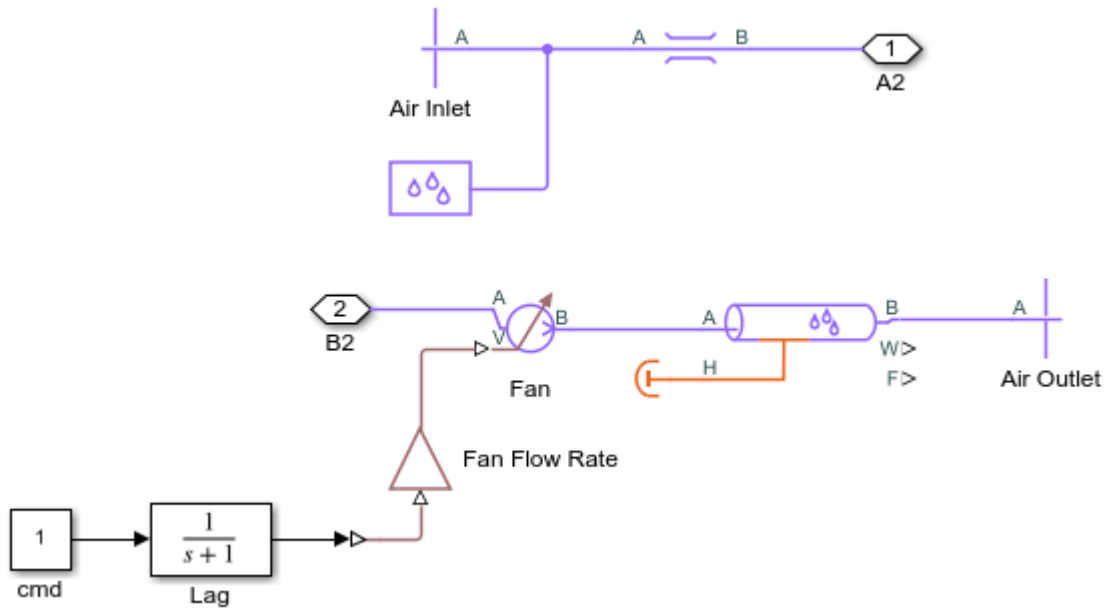 A
A
B
1
A2
Air Inlet
2
B2
A
V
B
Fan
A
B
A
H
W
F
Air Outlet
Fan Flow Rate
1
cmd
1
s + 1
Lag